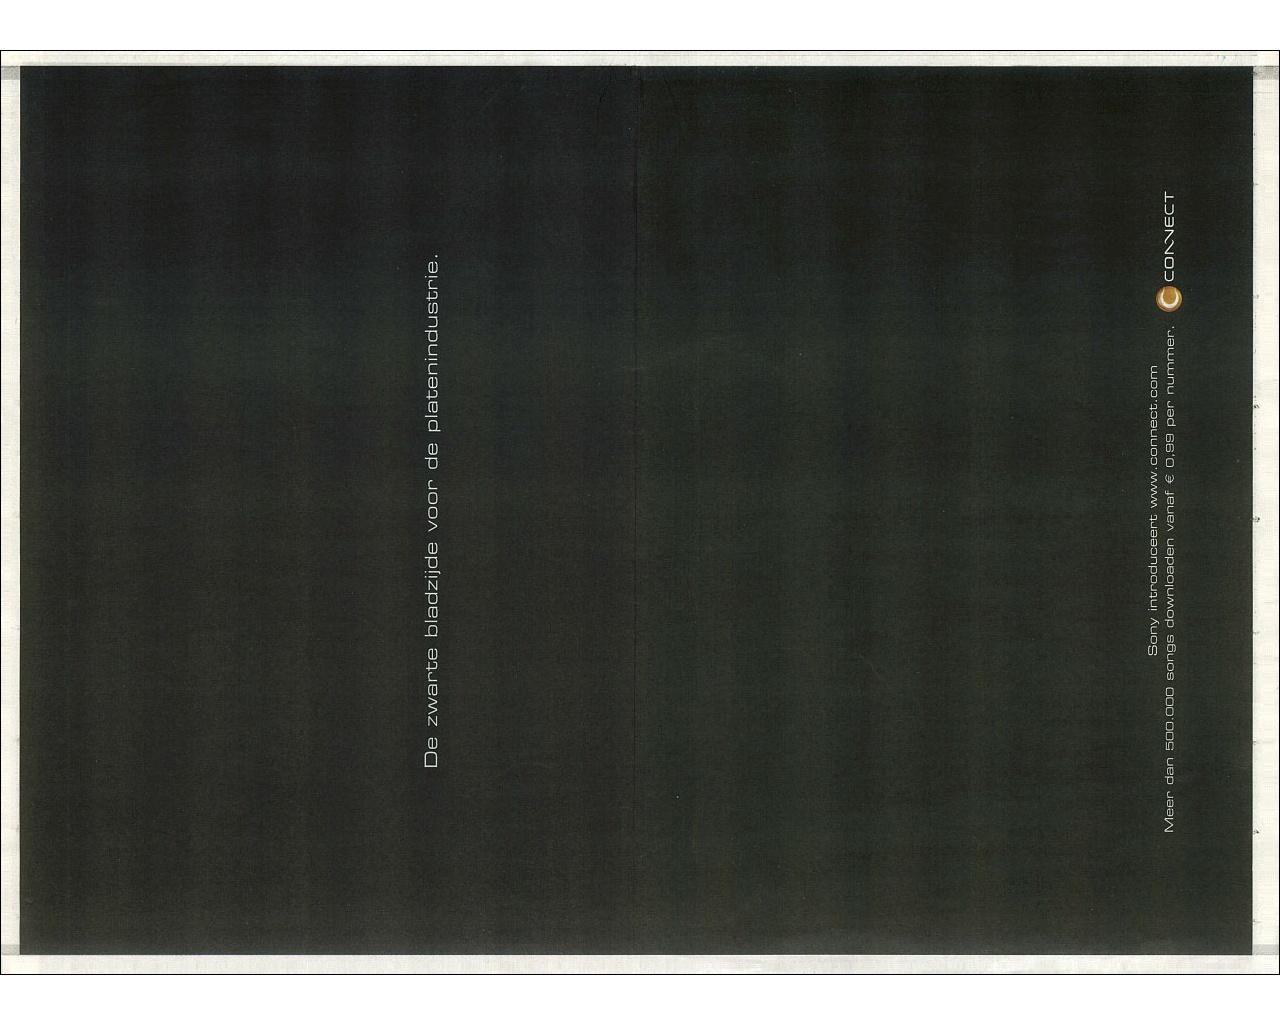 De zwarte bladzijde voor de platenindustrie.
Sony introduceert www.connect.com
Meer dan 500.000 songs downloaden vanaf € 0,99 per nummer.
CONNECT